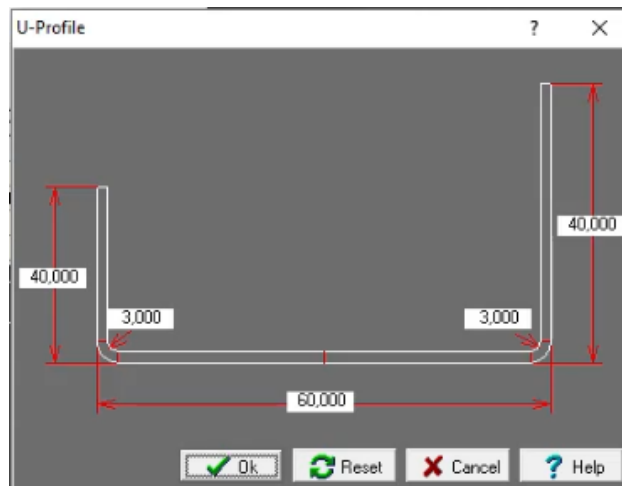 U-Profile ? ×
40,000
40,000
3,000
3,000
60,000
Ok
Reset
Cancel
? Help